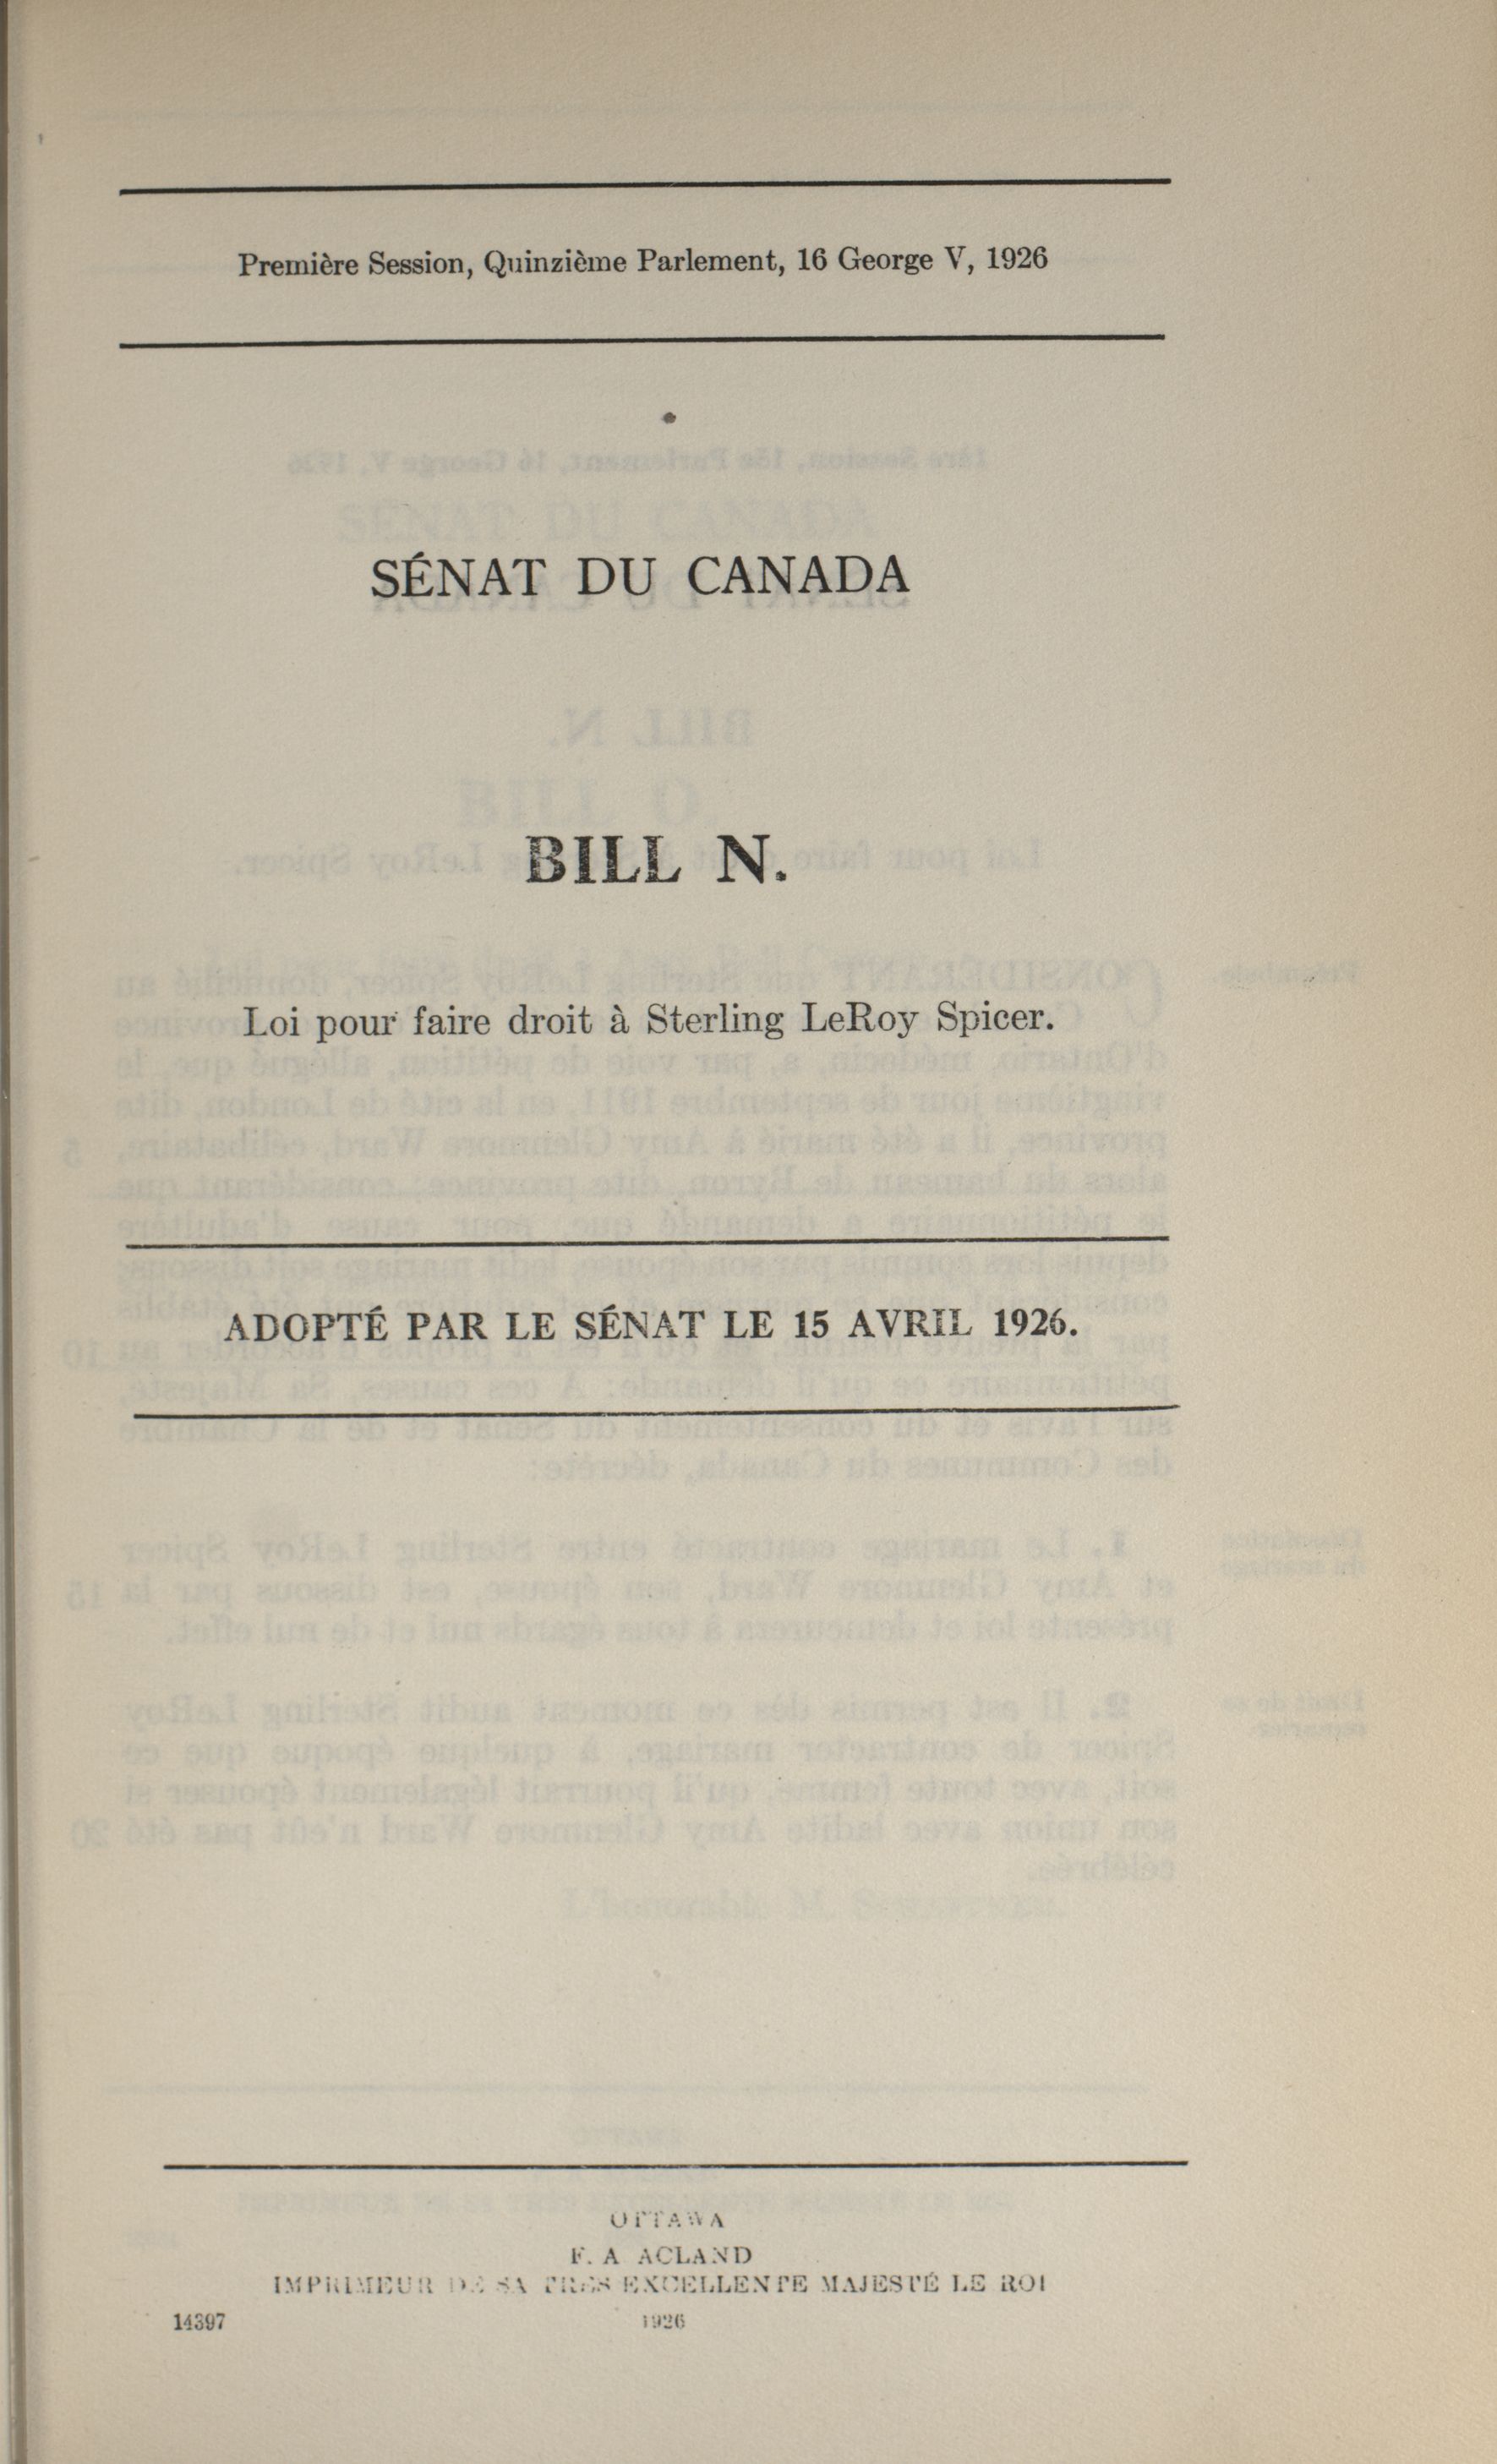 Première Session, Quinzième Parlement, 16 George V, 1926
SÉNAT DU CANADA
BILL N.
Loi pour faire droit à Sterling LeRoy Spicer.
ADOPTÉ PAR LE SÉNAT LE 15 AVRIL 1926.
OTTAWA
F. A ACLAND
IMPRIMEUR DE SA TRES EXCELLENTE MAJESTÉ LE ROI
14397 1926